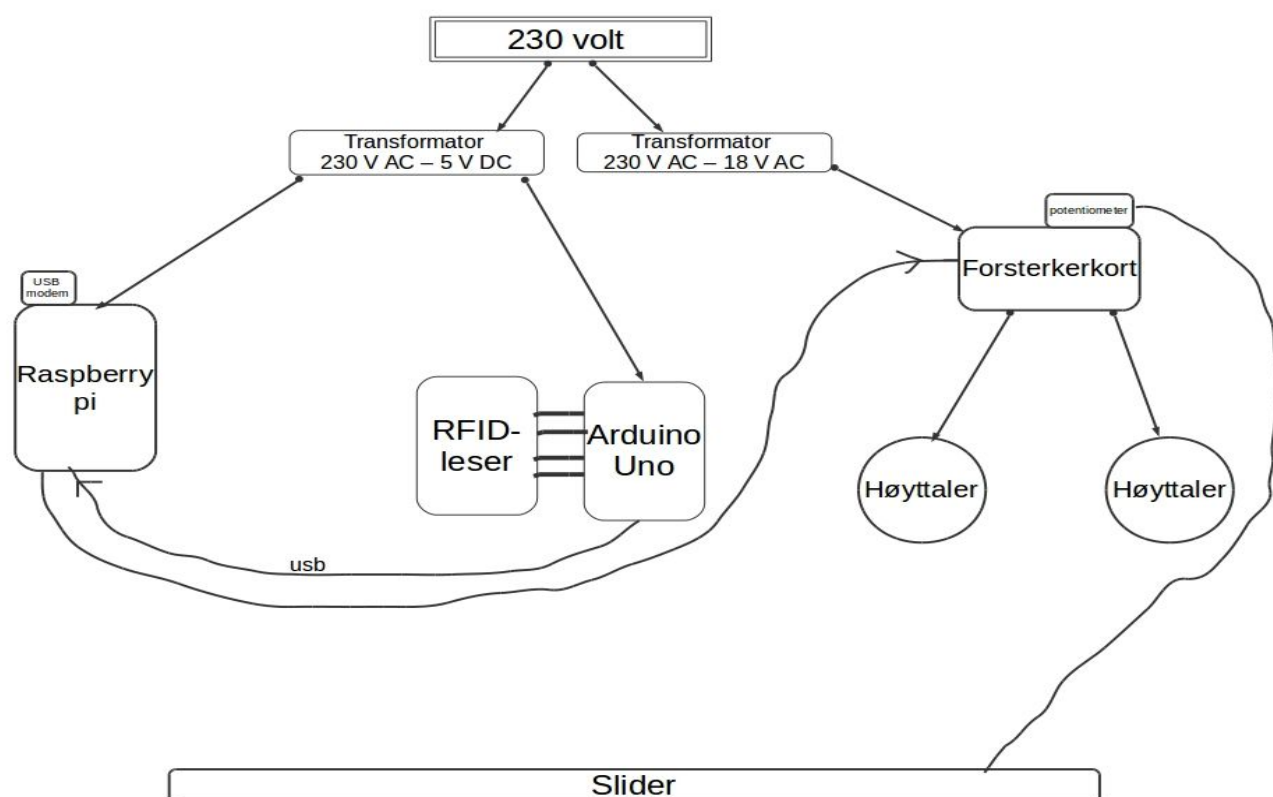 230 volt
Transformator
230 V AC – 5 V DC
Transformator
230 V AC – 18 V AC
potentiometer
Forsterkerkort
USB
modem
Raspberry
pi
RFID-
leser
Arduino
Uno
Høyttaler
Høyttaler
usb
Slider